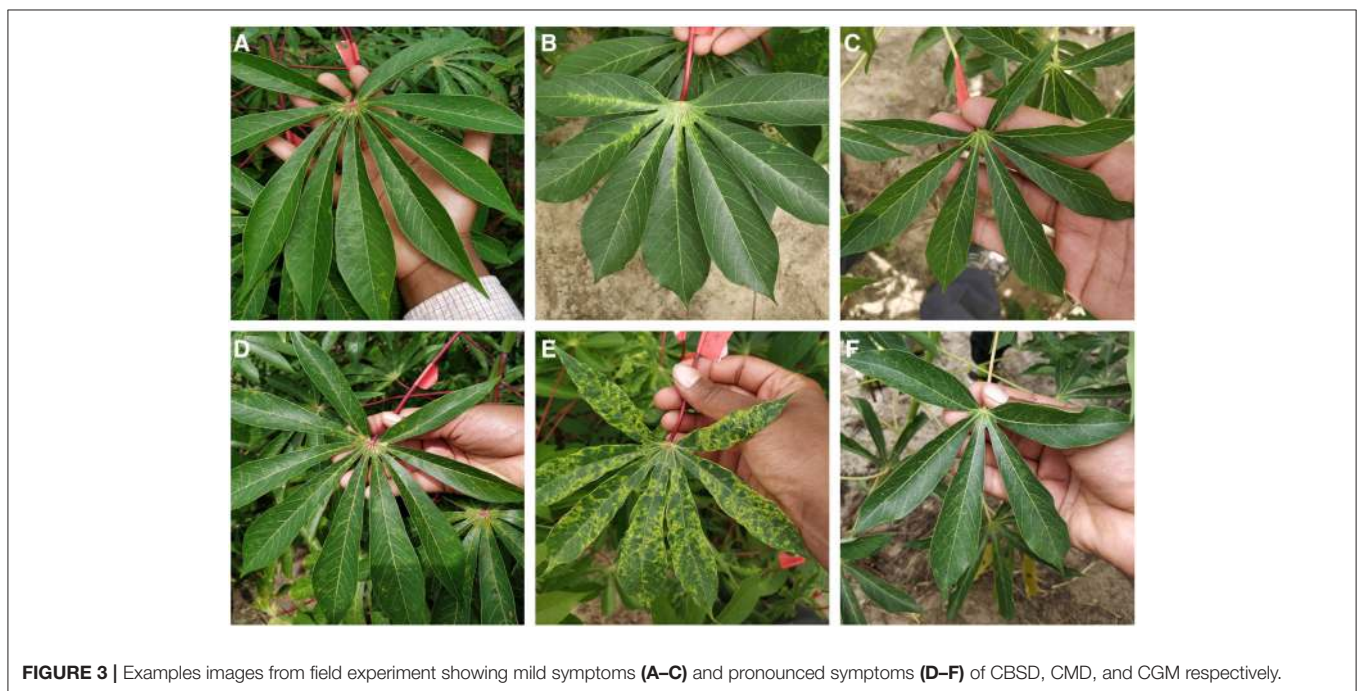 A
B
C
D
E
F
FIGURE 3 | Examples images from field experiment showing mild symptoms (A–C) and pronounced symptoms (D–F) of CBSD, CMD, and CGM respectively.